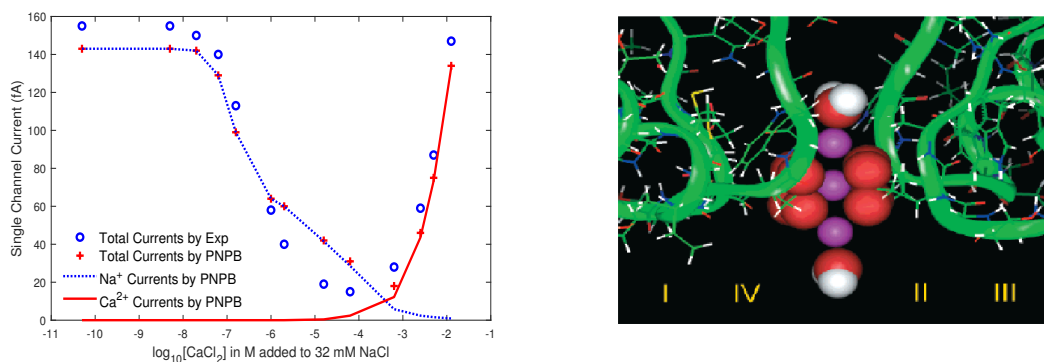 160
140
120
100
80
60
40
20
0
Single Channel Current (fA)
Total Currents by Exp
Total Currents by PNPB
Na⁺ Currents by PNPB
Ca²⁺ Currents by PNPB
-11 -10 -9 -8 -7 -6 -5 -4 -3 -2 -1
log₁₀[CaCl₂] in M added to 32 mM NaCl
I IV II III